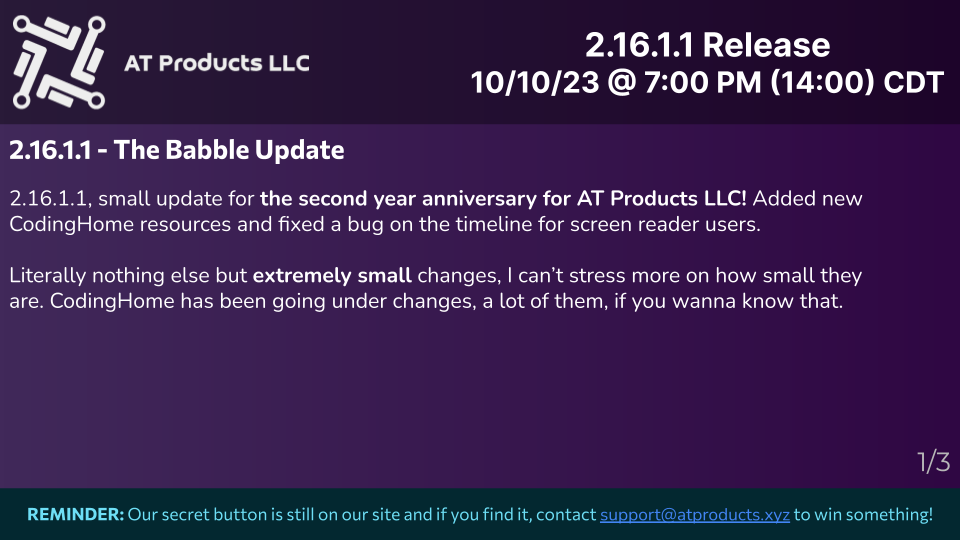 AT Products LLC
2.16.1.1 Release
10/10/23 @ 7:00 PM (14:00) CDT
2.16.1.1 - The Babble Update
2.16.1.1, small update for the second year anniversary for AT Products LLC! Added new
CodingHome resources and fixed a bug on the timeline for screen reader users.
Literally nothing else but extremely small changes, I can’t stress more on how small they
are. CodingHome has been going under changes, a lot of them, if you wanna know that.
1/3
REMINDER: Our secret button is still on our site and if you find it, contact support@atproducts.xyz to win something!